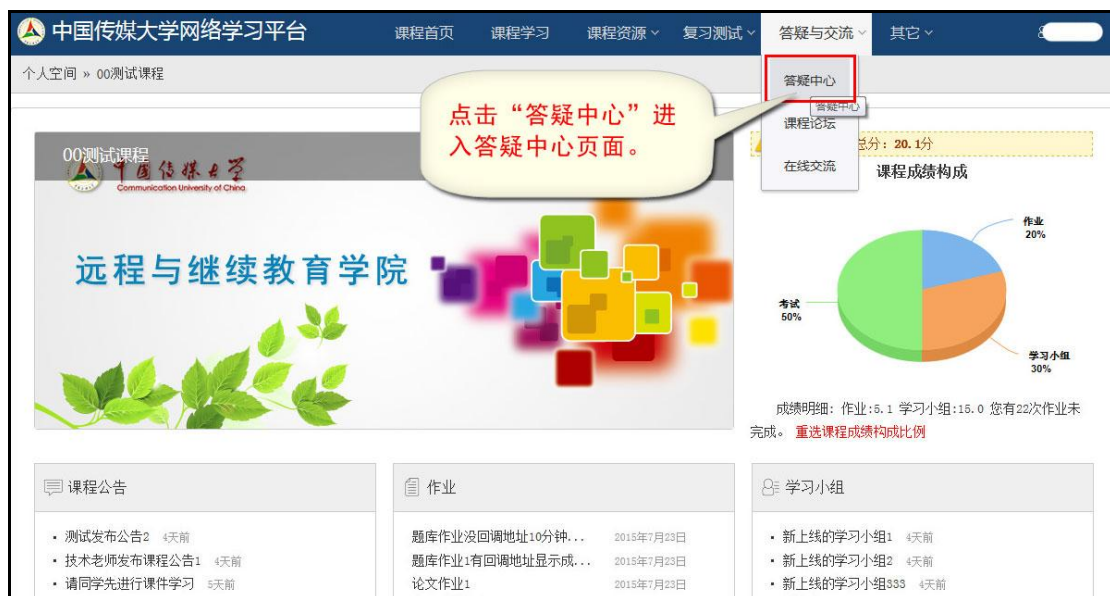 中国传媒大学网络学习平台
课程首页 课程学习 课程资源 复习测试 答疑与交流 其它
个人空间 » 00测试课程
答疑中心
答疑中心
课程论坛
在线交流
点击“答疑中心”进
入答疑中心页面。
00测试课程
中国传媒大学
Communication University of China
远程与继续教育学院
总分: 20.1分
课程成绩构成
作业
20%
考试
50%
学习小组
30%
成绩明细: 作业:5.1 学习小组:15.0 您有22次作业未
完成。 重选课程成绩构成比例
课程公告
测试发布公告2 4天前
技术老师发布课程公告1 4天前
请同学先进行课件学习 5天前
作业
题库作业没回调地址10分钟... 2015年7月23日
题库作业1有回调地址显示成... 2015年7月23日
论文作业1 2015年7月23日
学习小组
新上线的学习小组1 4天前
新上线的学习小组2 4天前
新上线的学习小组333 4天前